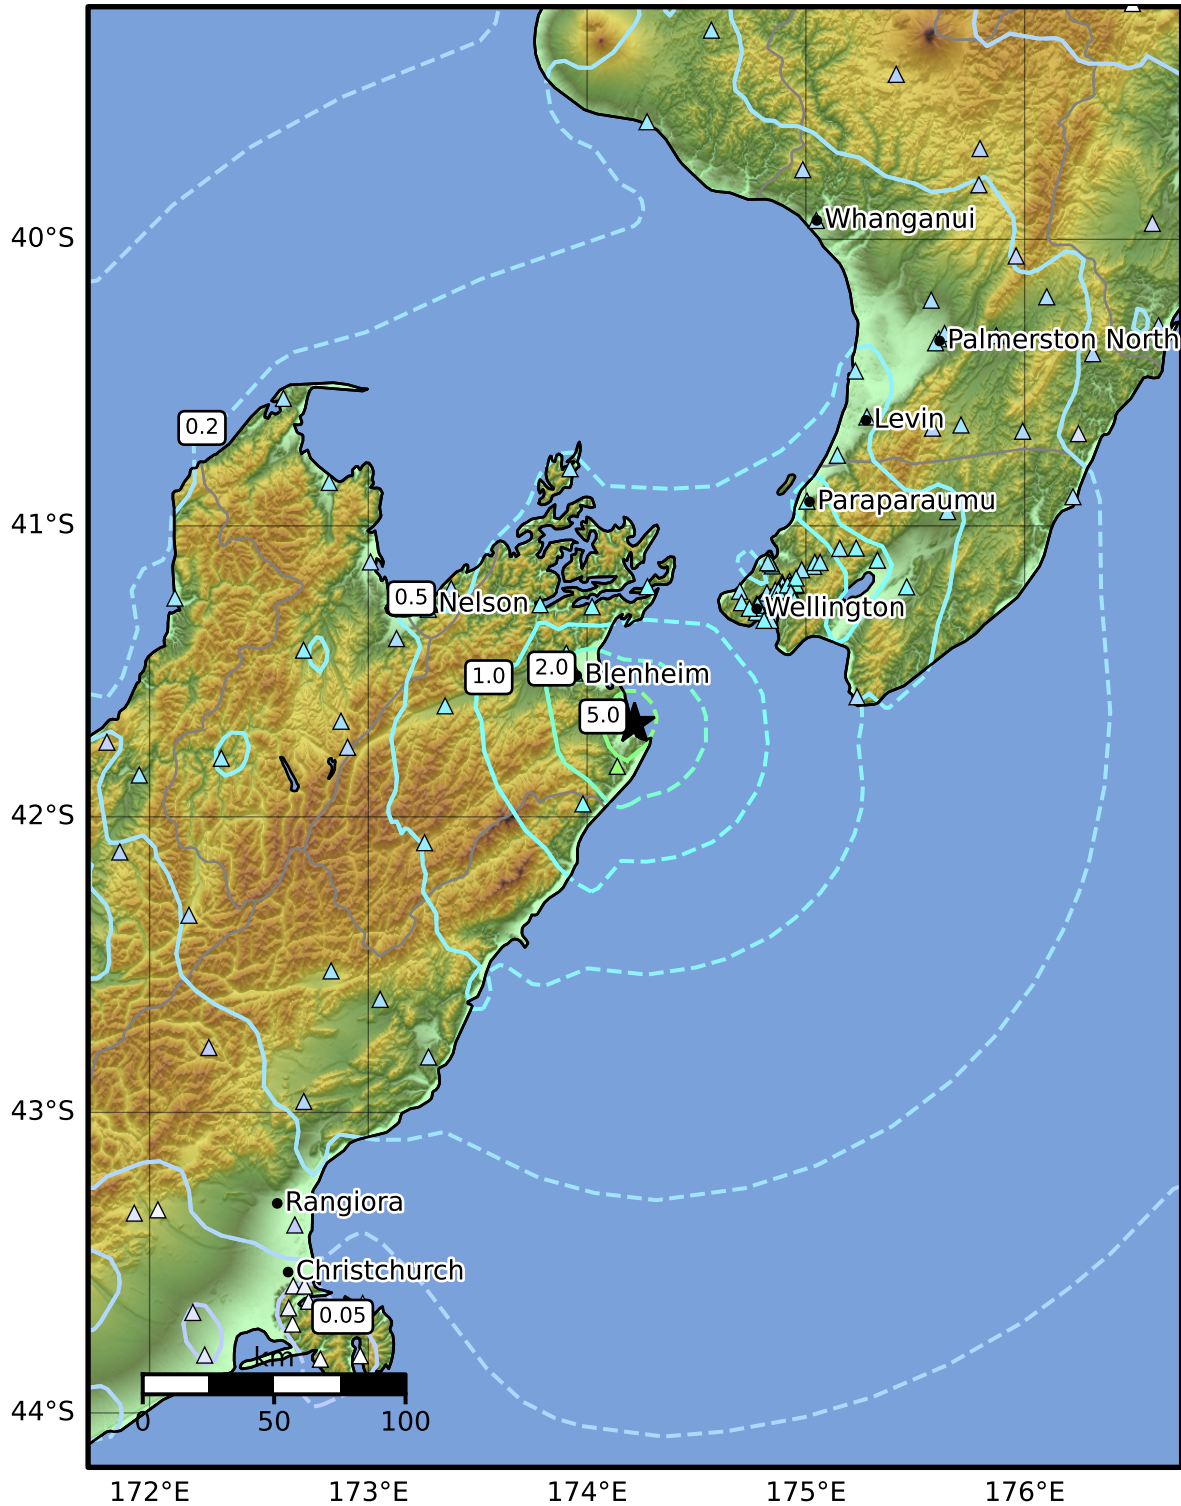 Whanganui
40°S
Palmerston North
Levin
0.2
Paraparaumu
41°S
0.5
Nelson
Wellington
1.0
2.0
Blenheim
5.0
42°S
43°S
Rangiora
Christchurch
0.05
km
0
50
100
44°S
172°E
173°E
174°E
175°E
176°E